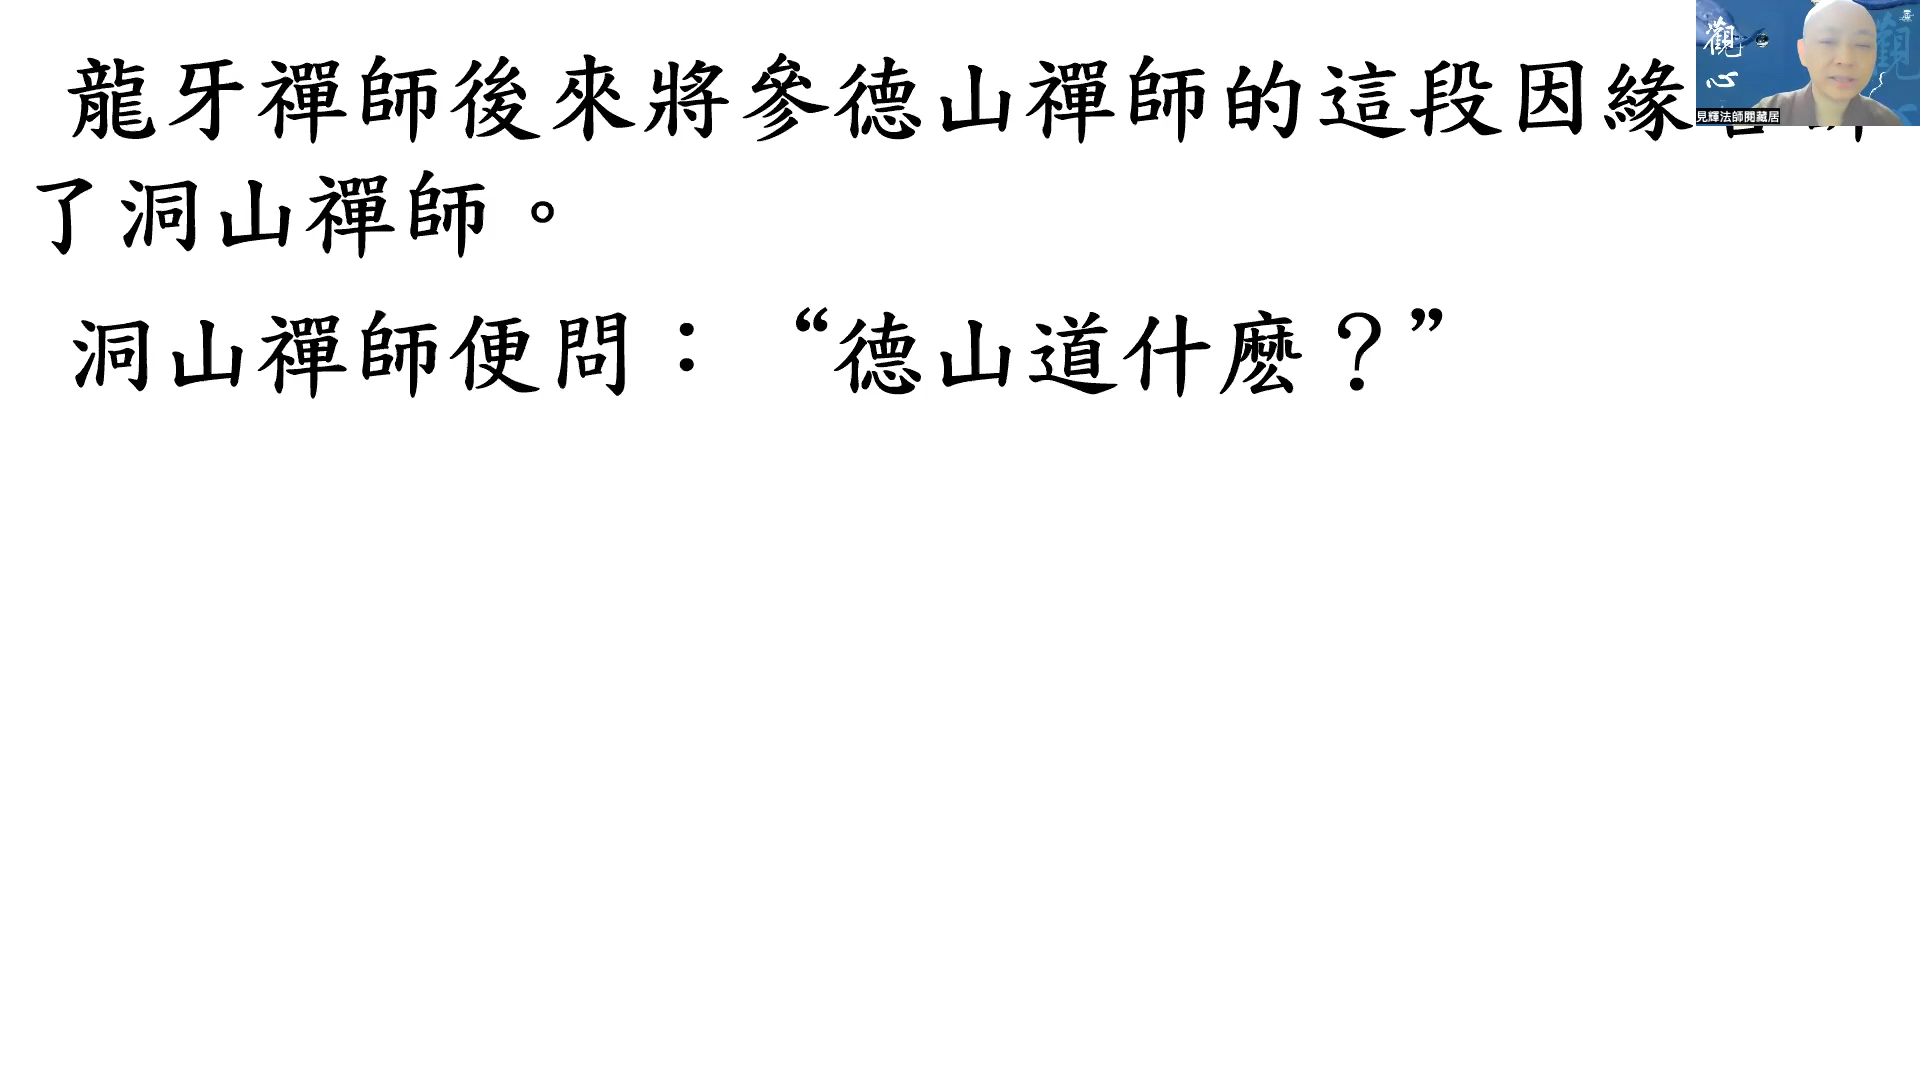 龍牙禪師後來將參德山禪師的這段因緣
了洞山禪師。
洞山禪師便問：“德山道什麽？”
觀心
見輝法師閱藏居